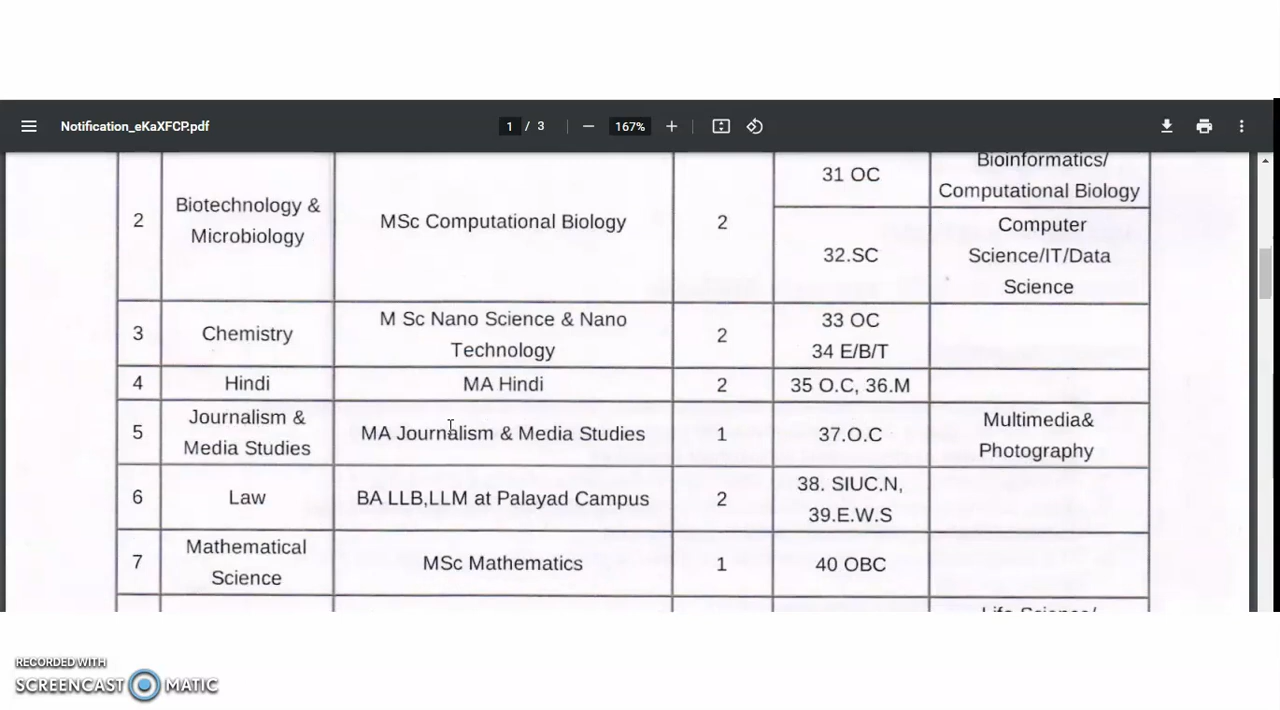 Notification_eKaXFCP.pdf
1 / 3
167%
31 OC
Bioinformatics/
Computational Biology
2
Biotechnology &
Microbiology
MSc Computational Biology
2
32.SC
Computer
Science/IT/Data
Science
3
Chemistry
M Sc Nano Science & Nano
Technology
2
33 OC
34 E/B/T
4
Hindi
MA Hindi
2
35 O.C, 36.M
5
Journalism &
Media Studies
MA Journalism & Media Studies
1
37.O.C
Multimedia&
Photography
6
Law
BA LLB,LLM at Palayad Campus
2
38. SIUC.N,
39.E.W.S
7
Mathematical
Science
MSc Mathematics
1
40 OBC
Life Science/
RECORDED WITH
SCREENCAST MATIC